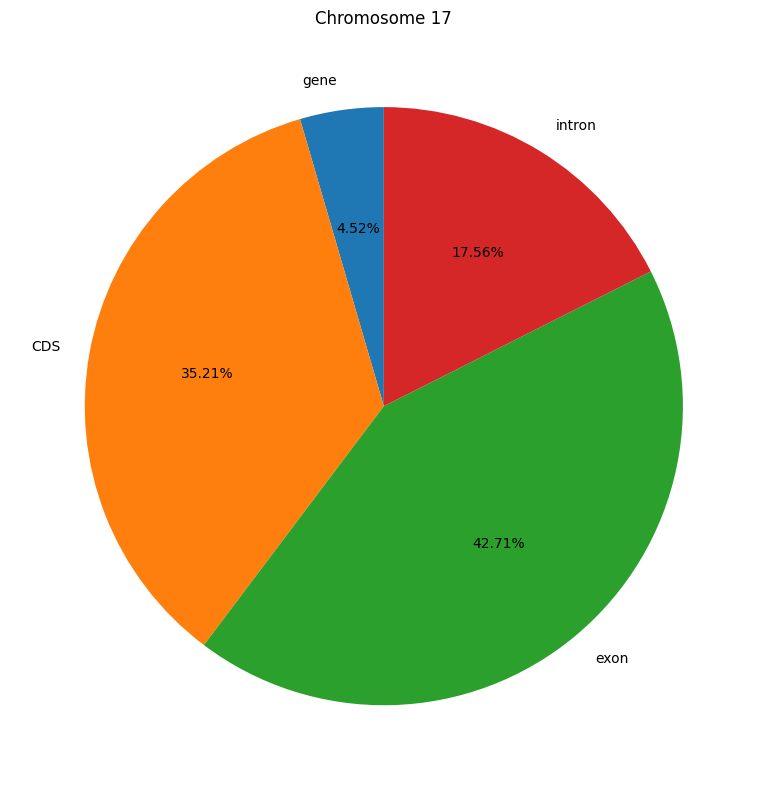 Chromosome 17
gene
intron
4.52%
17.56%
CDS
35.21%
42.71%
exon